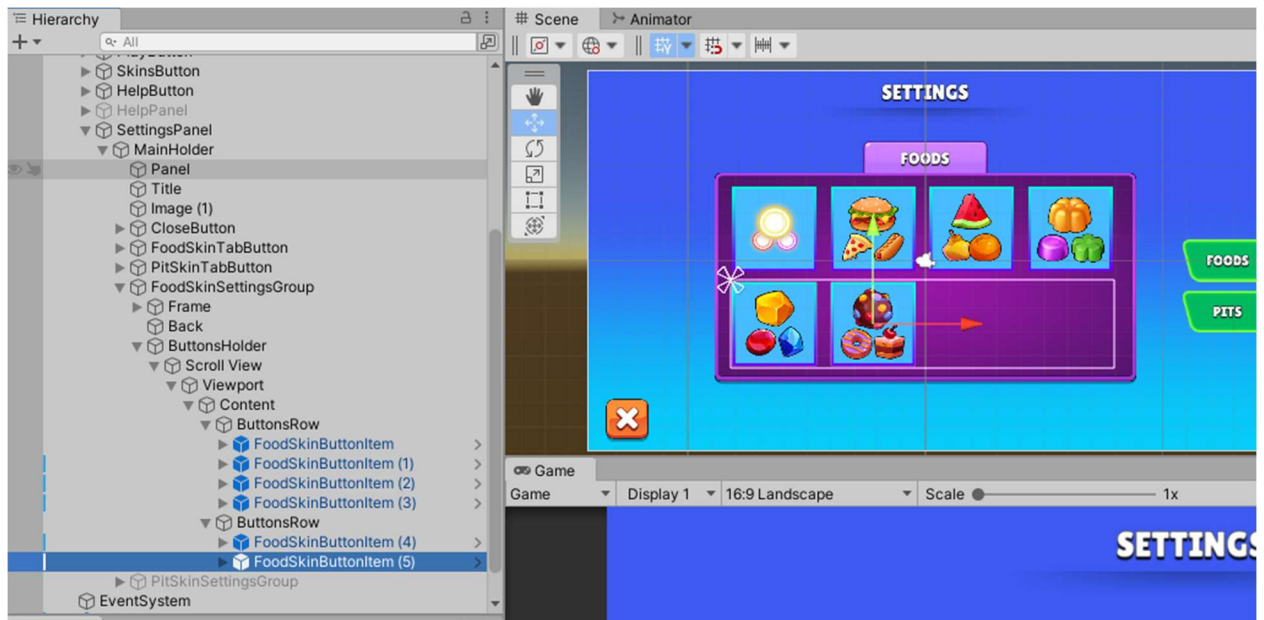 Hierarchy
All
PlayButton
SkinsButton
HelpButton
HelpPanel
SettingsPanel
MainHolder
Panel
Title
Image (1)
CloseButton
FoodSkinTabButton
PitSkinTabButton
FoodSkinSettingsGroup
Frame
Back
ButtonsHolder
Scroll View
Viewport
Content
ButtonsRow
FoodSkinButtonItem
FoodSkinButtonItem (1)
FoodSkinButtonItem (2)
FoodSkinButtonItem (3)
ButtonsRow
FoodSkinButtonItem (4)
FoodSkinButtonItem (5)
PitSkinSettingsGroup
EventSystem
Scene Animator
SETTINGS
FOODS
FOODS
PITS
Game
Game Display 1 16:9 Landscape Scale 1x
SETTINGS